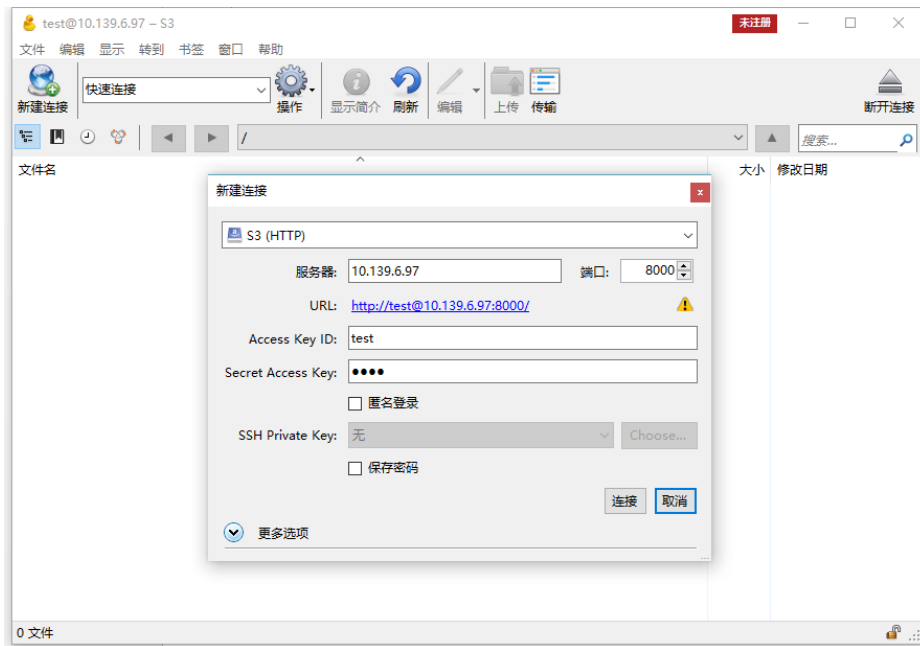 test@10.139.6.97 – S3 未注册
文件 编辑 显示 转到 书签 窗口 帮助
快速连接
新建连接 操作 显示简介 刷新 编辑 上传 传输 断开连接
/ 搜索...
文件名 大小 修改日期
新建连接
S3 (HTTP)
服务器: 10.139.6.97 端口: 8000
URL: http://test@10.139.6.97:8000/
Access Key ID: test
Secret Access Key: ●●●●
匿名登录
SSH Private Key: 无 Choose...
保存密码
连接 取消
更多选项
0 文件